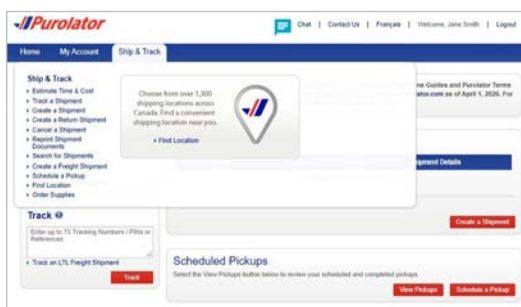 Purolator
Chat | Contact Us | Français | Welcome, Jane Smith | Logout
Home My Account Ship & Track
Ship & Track
Estimate Time & Cost
Track a Shipment
Create a Shipment
Create a Return Shipment
Cancel a Shipment
Reprint Shipment
Documents
Search for Shipments
Create a Freight Shipment
Schedule a Pickup
Find Location
Order Supplies
Choose from over 1,300
shipping locations across
Canada. Find a convenient
shipping location near you.
Find Location
ne Guides and Purolator Terms
ator.com as of April 1, 2020. For
hipment Details
Create a Shipment
Track
Enter up to 75 Tracking Numbers / PINs or
References
Track an LTL Freight Shipment
Track
Scheduled Pickups
Select the View Pickups button below to review your scheduled and completed pickups.
View Pickups Schedule a Pickup